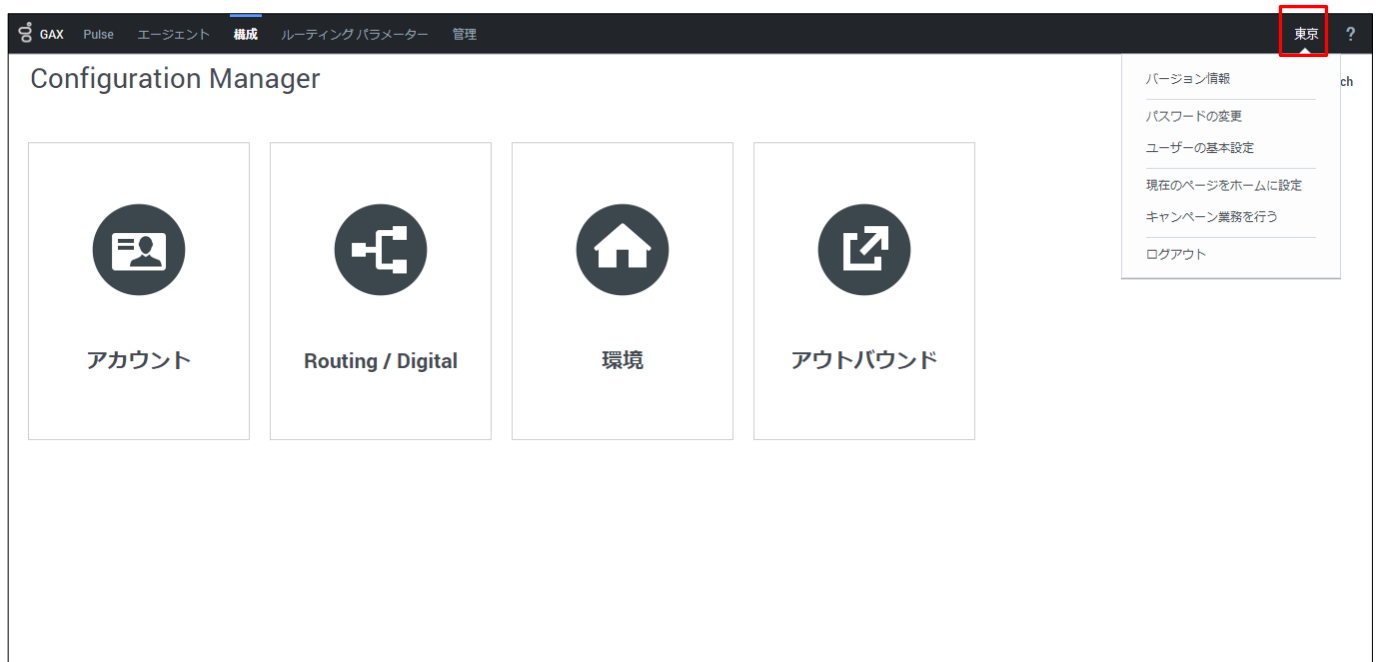 GAX Pulse エージェント 構成 ルーティング パラメーター 管理 東京 ?
Configuration Manager
ch
バージョン情報
パスワードの変更
ユーザーの基本設定
現在のページをホームに設定
キャンペーン業務を行う
ログアウト
アカウント
Routing / Digital
環境
アウトバウンド